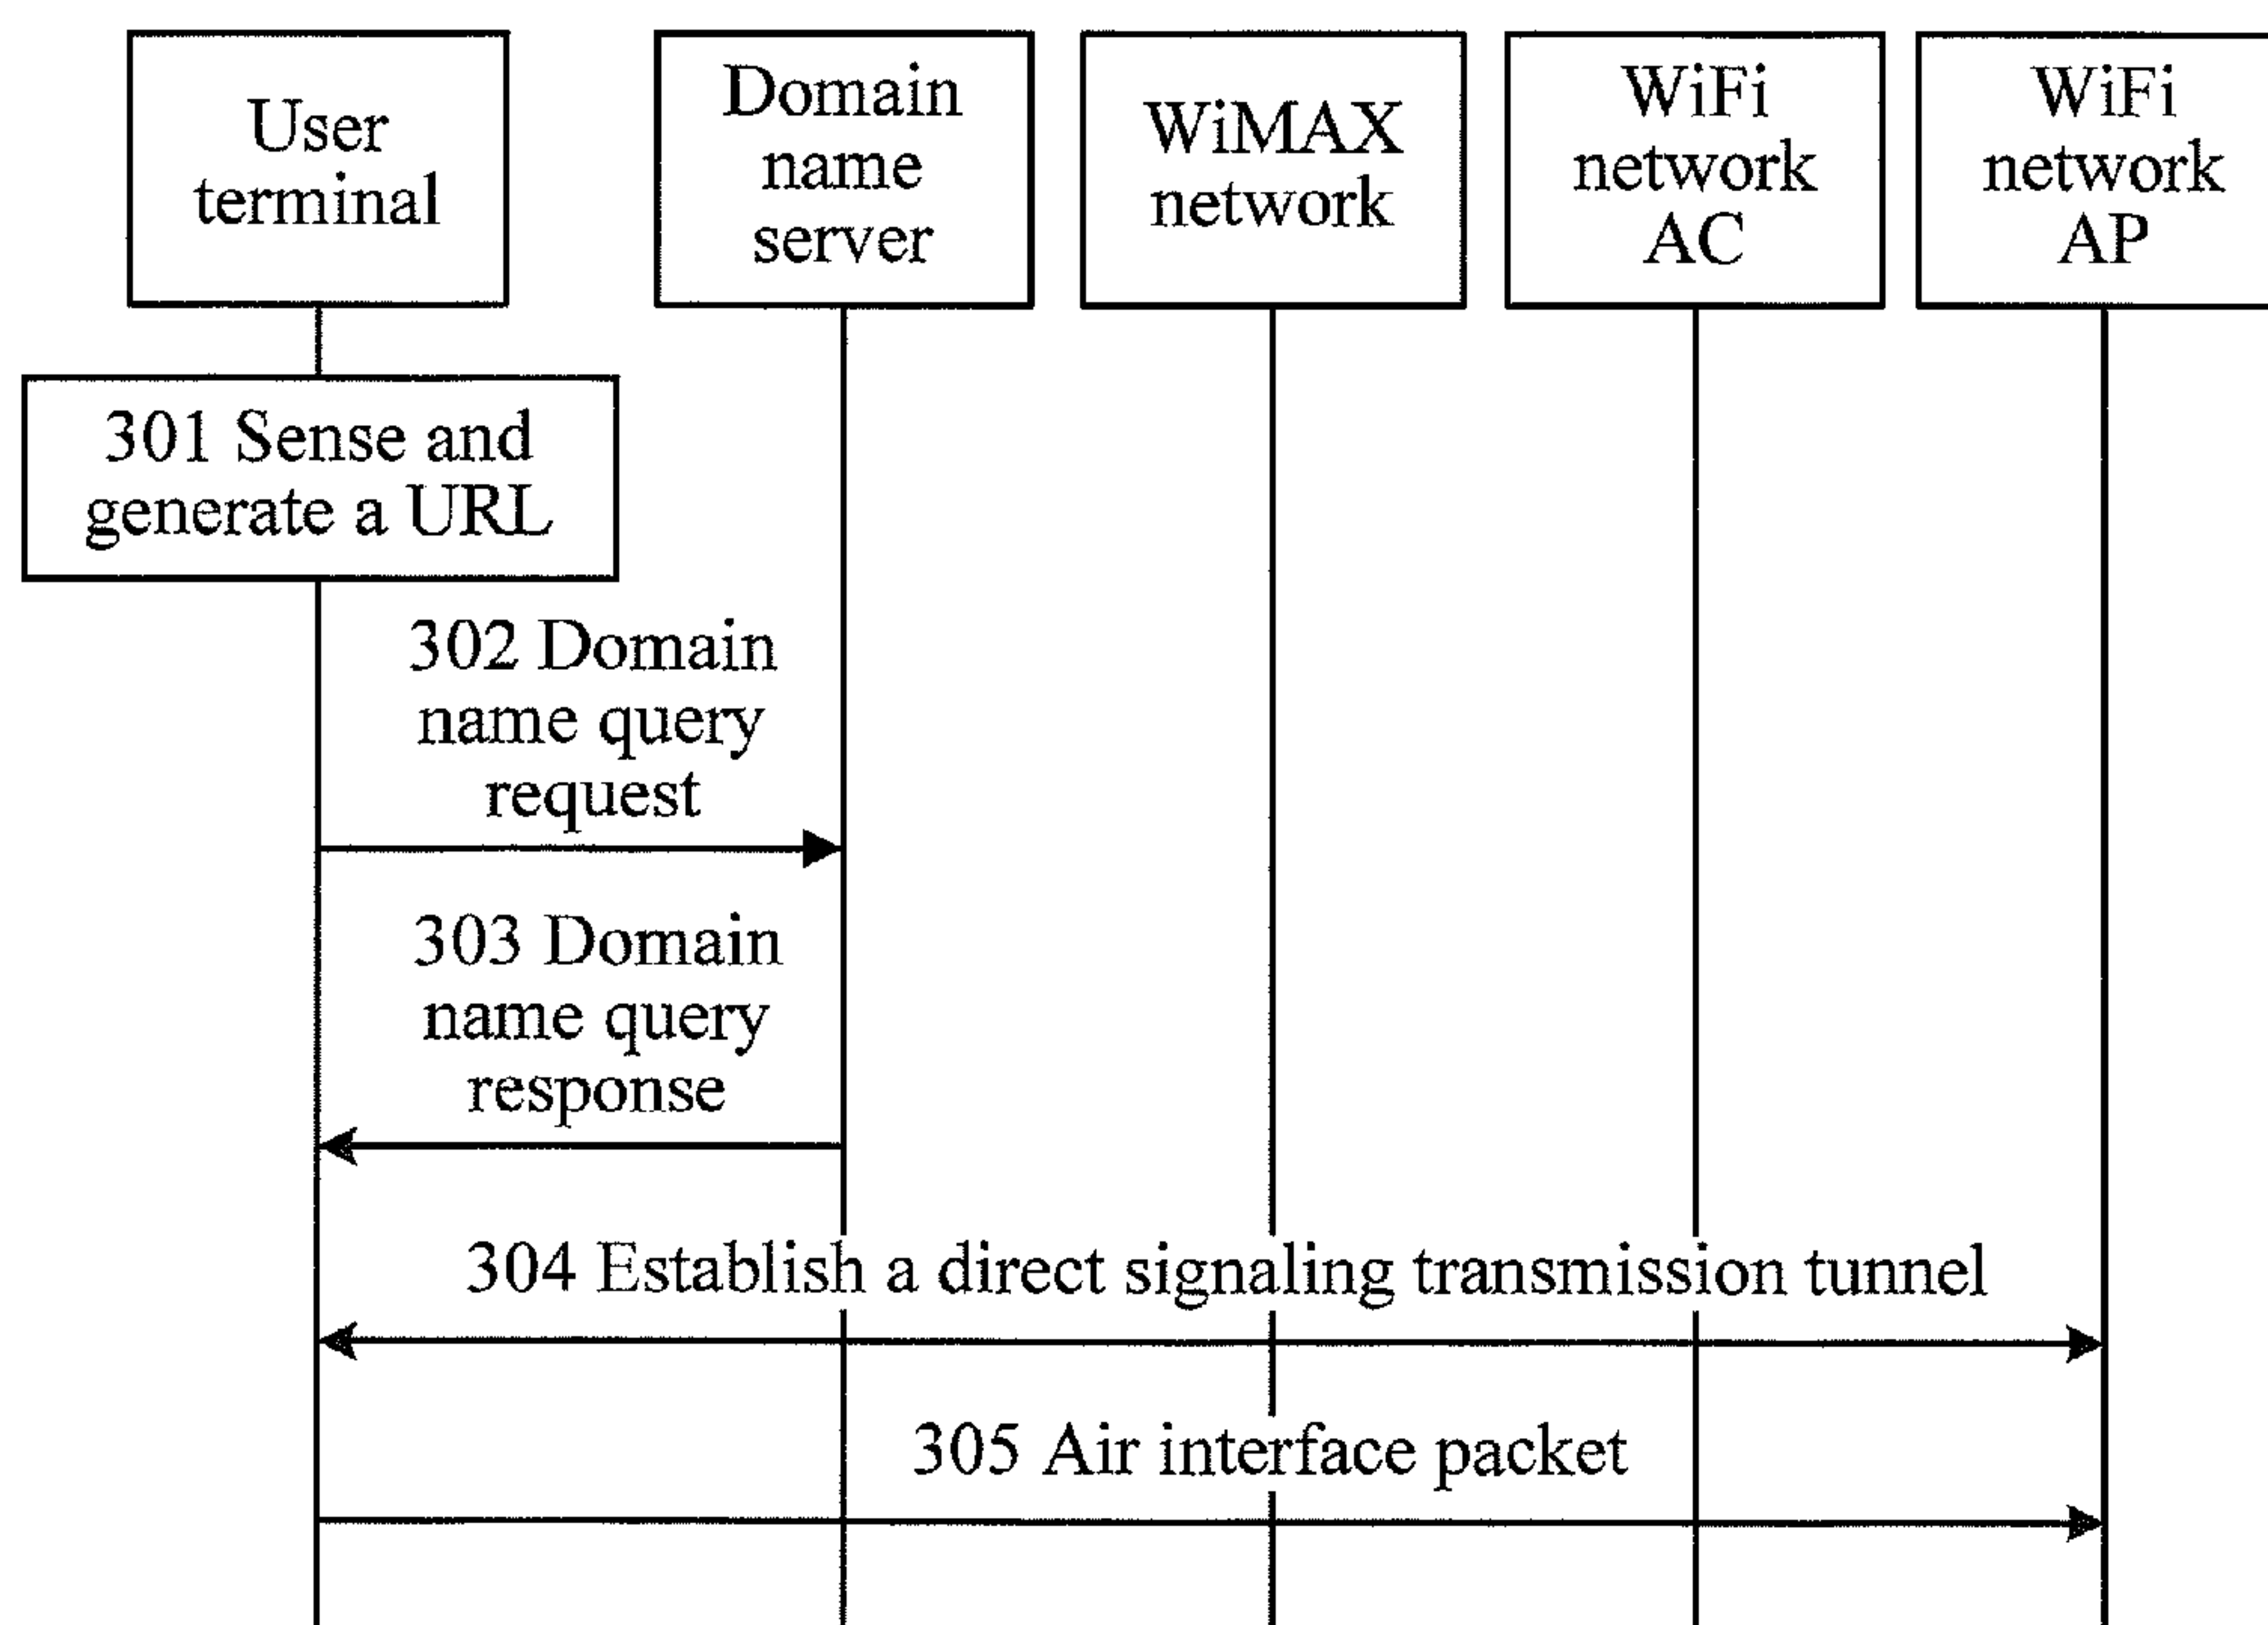 User
terminal
Domain
name
server
WiMAX
network
WiFi
network
AC
WiFi
network
AP
301 Sense and
generate a URL
302 Domain
name query
request
303 Domain
name query
response
304 Establish a direct signaling transmission tunnel
305 Air interface packet